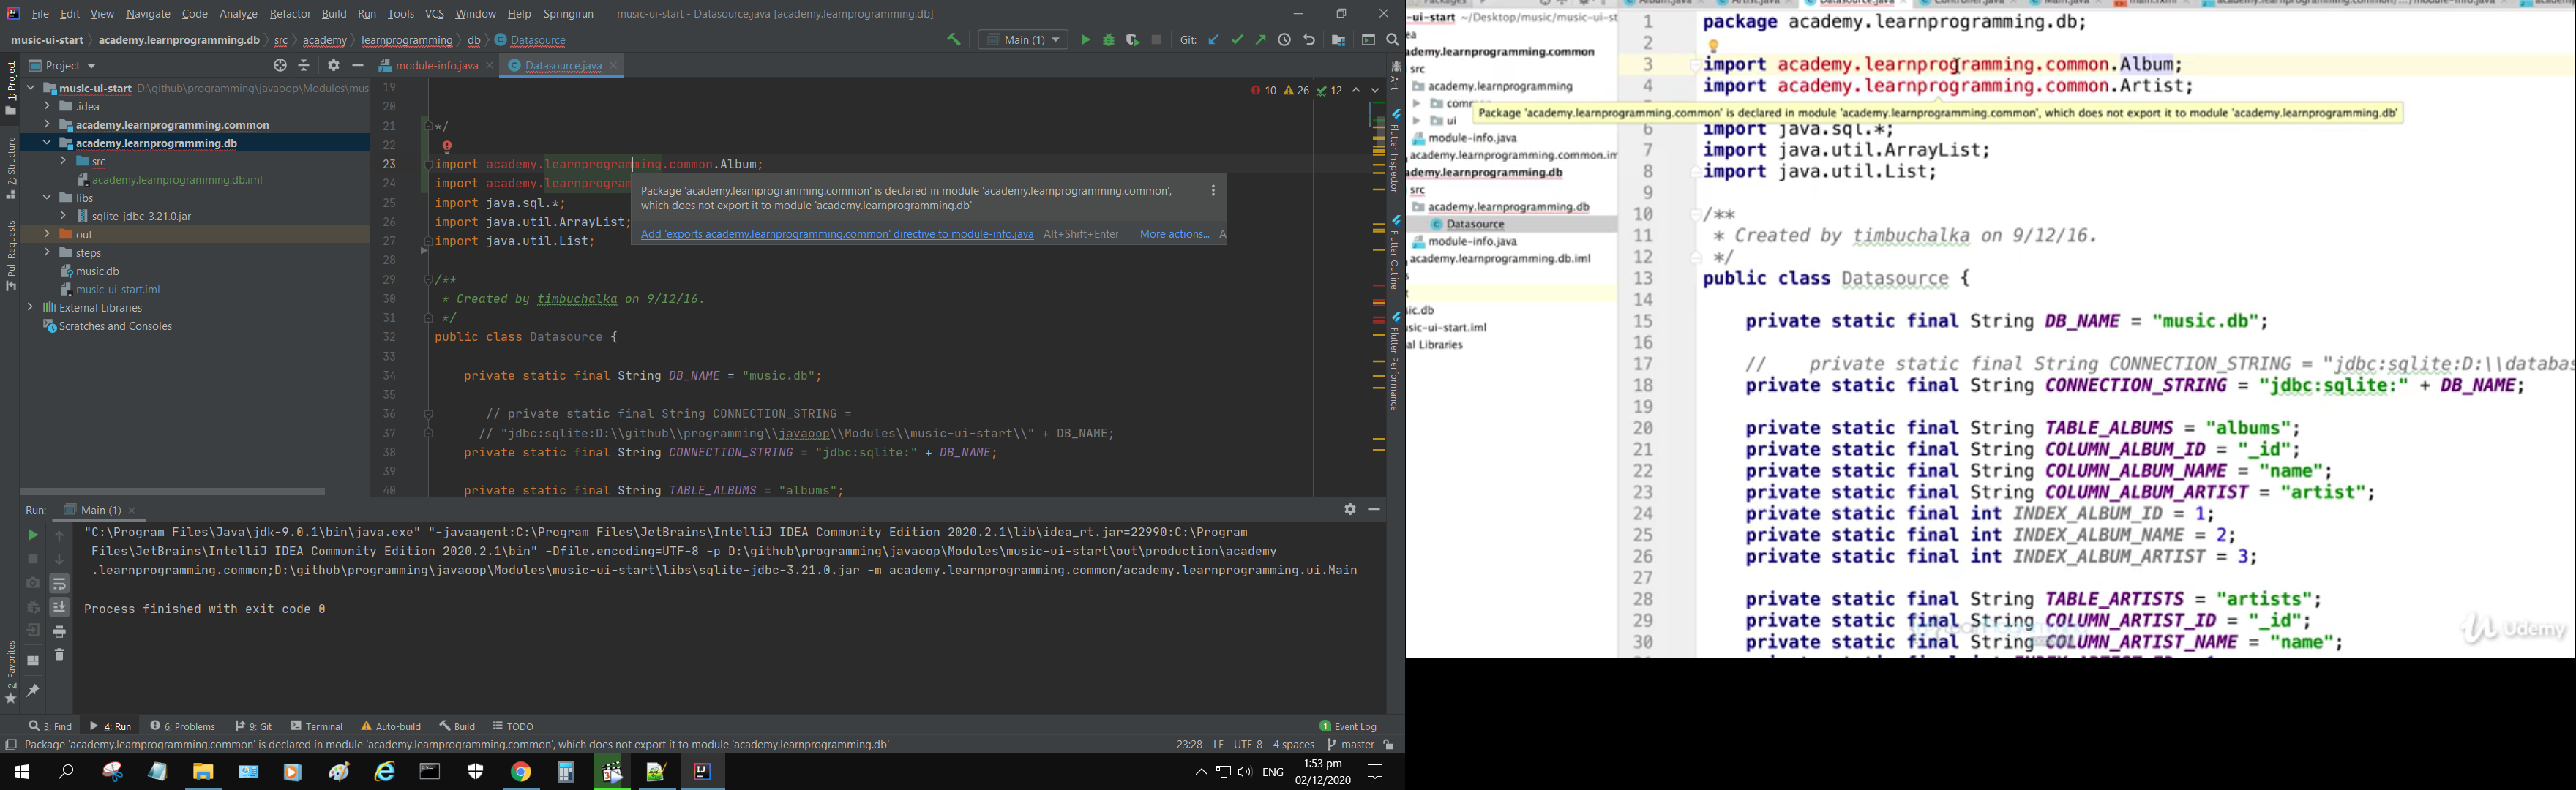 File Edit View Navigate Code Analyze Refactor Build Run Tools VCS Window Help Springirun music-ui-start - Datasource.java [academy.learnprogramming.db]
music-ui-start academy.learnprogramming.db src academy learnprogramming db Datasource
Main (1) Git:
1: Project
7: Structure
Pull Requests
2: Favorites
Project
music-ui-start D:\github\programming\javaoop\Modules\mus
.idea
academy.learnprogramming.common
academy.learnprogramming.db
src
academy.learnprogramming.db.iml
libs
sqlite-jdbc-3.21.0.jar
out
steps
music.db
music-ui-start.iml
External Libraries
Scratches and Consoles
module-info.java Datasource.java
10 26 12
19
20
21 */
22
23 import academy.learnprogramming.common.Album;
24 import academy.learnprogram
25 import java.sql.*;
26 import java.util.ArrayList;
27 import java.util.List;
28
29 /**
30 * Created by timbuchalka on 9/12/16.
31 */
32 public class Datasource {
33
34 private static final String DB_NAME = "music.db";
35
36 // private static final String CONNECTION_STRING =
37 // "jdbc:sqlite:D:\\github\\programming\\javaoop\\Modules\\music-ui-start\\" + DB_NAME;
38 private static final String CONNECTION_STRING = "jdbc:sqlite:" + DB_NAME;
39
40 private static final String TABLE_ALBUMS = "albums";
Package 'academy.learnprogramming.common' is declared in module 'academy.learnprogramming.common',
which does not export it to module 'academy.learnprogramming.db'
Add 'exports academy.learnprogramming.common' directive to module-info.java Alt+Shift+Enter More actions... A
Ant
Flutter Inspector
Flutter Outline
Flutter Performance
Run: Main (1)
"C:\Program Files\Java\jdk-9.0.1\bin\java.exe" "-javaagent:C:\Program Files\JetBrains\IntelliJ IDEA Community Edition 2020.2.1\lib\idea_rt.jar=22990:C:\Program
Files\JetBrains\IntelliJ IDEA Community Edition 2020.2.1\bin" -Dfile.encoding=UTF-8 -p D:\github\programming\javaoop\Modules\music-ui-start\out\production\academy
.learnprogramming.common;D:\github\programming\javaoop\Modules\music-ui-start\libs\sqlite-jdbc-3.21.0.jar -m academy.learnprogramming.common/academy.learnprogramming.ui.Main
Process finished with exit code 0
3: Find 4: Run 6: Problems 9: Git Terminal Auto-build Build TODO 1 Event Log
Package 'academy.learnprogramming.common' is declared in module 'academy.learnprogramming.common', which does not export it to module 'academy.learnprogramming.db'
23:28 LF UTF-8 4 spaces master
ENG 1:53 pm
02/12/2020
-ui-start ~/Desktop/music/music-ui-st
ea
demy.learnprogramming.common
src
academy.learnprogramming
com
ui
module-info.java
academy.learnprogramming.common.im
demy.learnprogramming.db
src
academy.learnprogramming.db
Datasource
module-info.java
academy.learnprogramming.db.iml
s
t
sic.db
usic-ui-start.iml
al Libraries
1 package academy.learnprogramming.db;
2
3 import academy.learnprogramming.common.Album;
4 import academy.learnprogramming.common.Artist;
Package 'academy.learnprogramming.common' is declared in module 'academy.learnprogramming.common', which does not export it to module 'academy.learnprogramming.db'
6 import java.sql.*;
7 import java.util.ArrayList;
8 import java.util.List;
9
10 /**
11 * Created by timbuchalka on 9/12/16.
12 */
13 public class Datasource {
14
15 private static final String DB_NAME = "music.db";
16
17 // private static final String CONNECTION_STRING = "jdbc:sqlite:D:\\databas
18 private static final String CONNECTION_STRING = "jdbc:sqlite:" + DB_NAME;
19
20 private static final String TABLE_ALBUMS = "albums";
21 private static final String COLUMN_ALBUM_ID = "_id";
22 private static final String COLUMN_ALBUM_NAME = "name";
23 private static final String COLUMN_ALBUM_ARTIST = "artist";
24 private static final int INDEX_ALBUM_ID = 1;
25 private static final int INDEX_ALBUM_NAME = 2;
26 private static final int INDEX_ALBUM_ARTIST = 3;
27
28 private static final String TABLE_ARTISTS = "artists";
29 private static final String COLUMN_ARTIST_ID = "_id";
30 private static final String COLUMN_ARTIST_NAME = "name";
Udemy